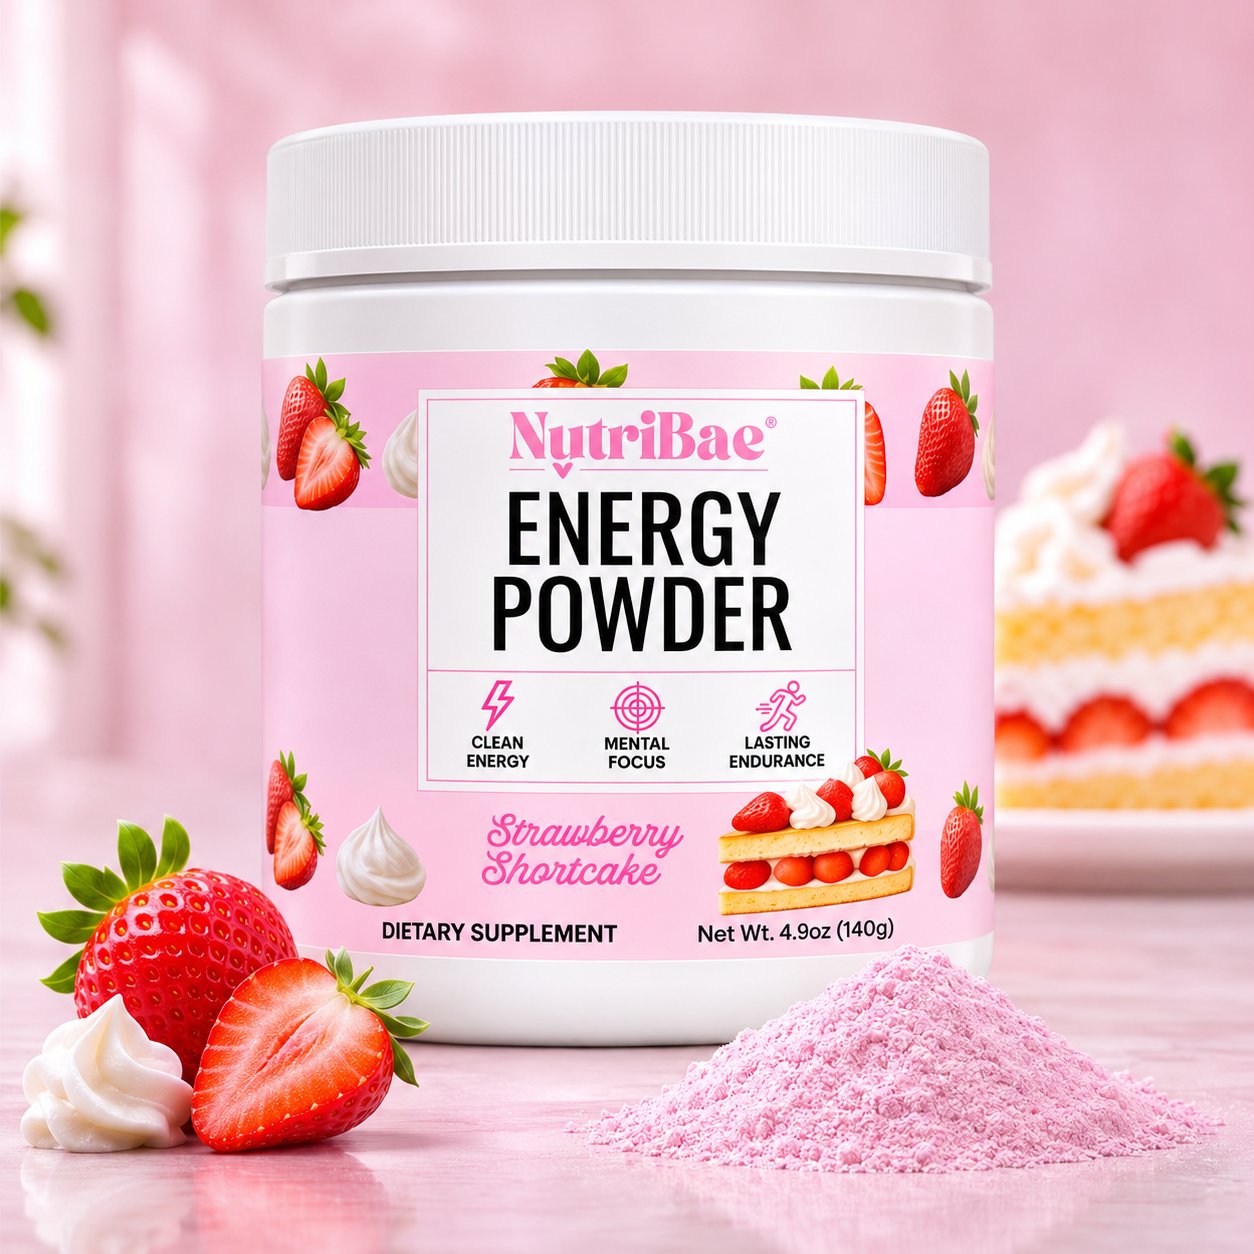 NutriBae®
ENERGY
POWDER
CLEAN
ENERGY
MENTAL
FOCUS
LASTING
ENDURANCE
Strawberry
Shortcake
DIETARY SUPPLEMENT
Net Wt. 4.9oz (140g)